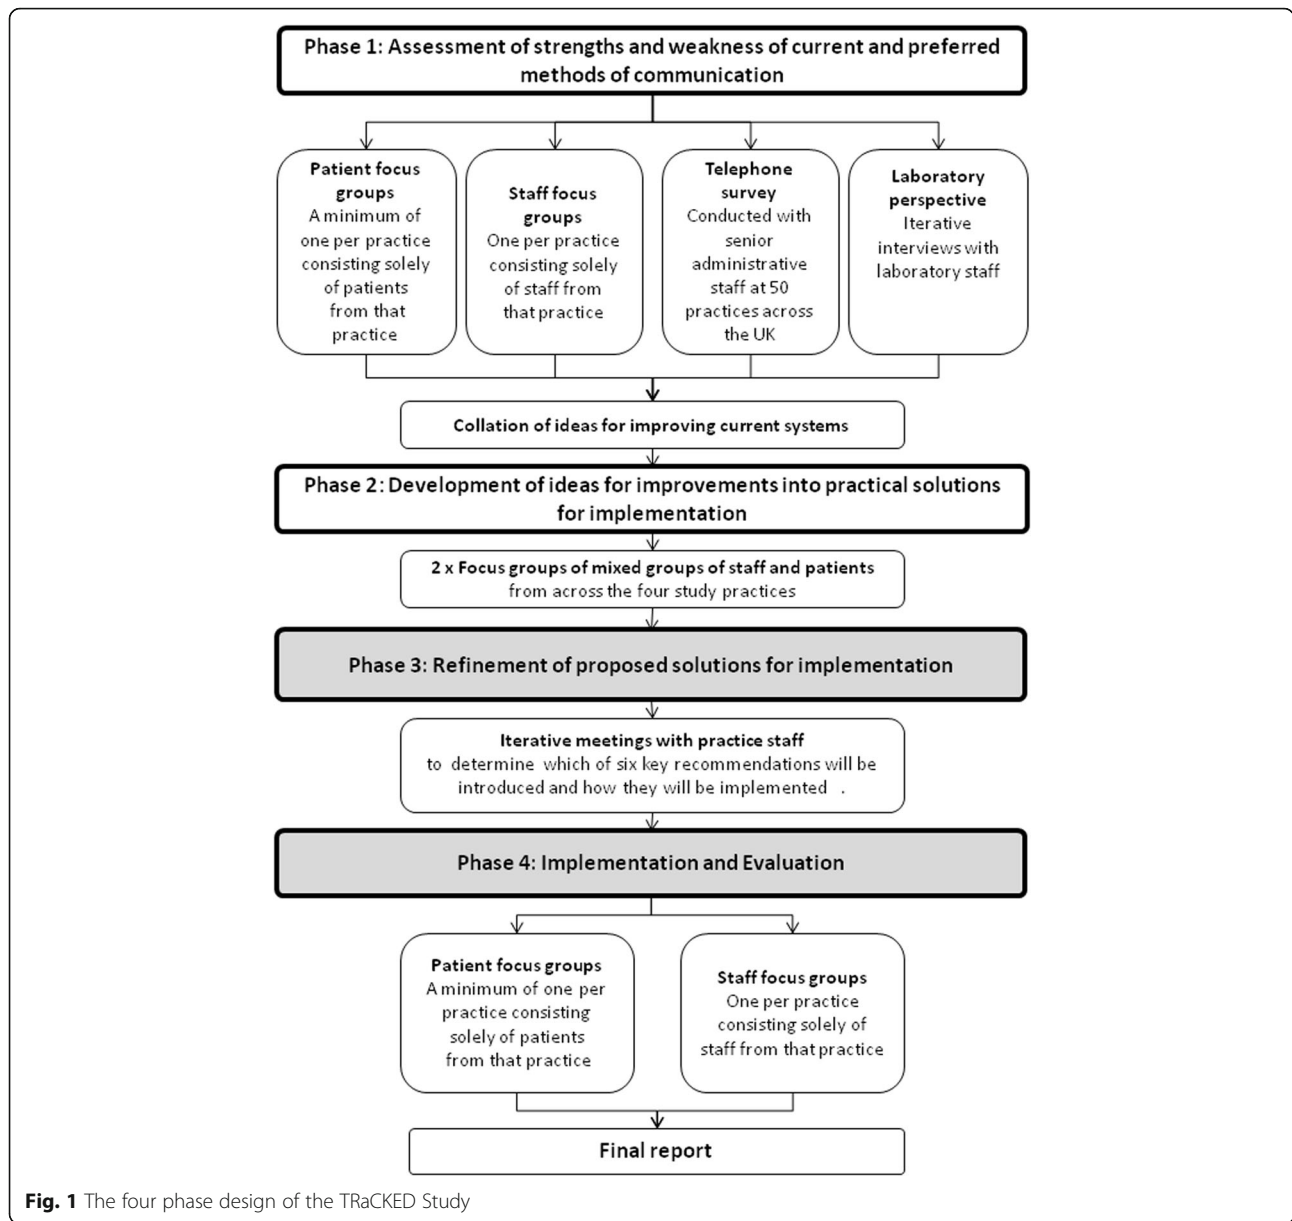 Phase 1: Assessment of strengths and weakness of current and preferred
methods of communication
Patient focus
groups
A minimum of
one per practice
consisting solely
of patients
from that
practice
Staff focus
groups
One per practice
consisting solely
of staff from
that practice
Telephone
survey
Conducted with
senior
administrative
staff at 50
practices across
the UK
Laboratory
perspective
Iterative
interviews with
laboratory staff
Collation of ideas for improving current systems
Phase 2: Development of ideas for improvements into practical solutions
for implementation
2 x Focus groups of mixed groups of staff and patients
from across the four study practices
Phase 3: Refinement of proposed solutions for implementation
Iterative meetings with practice staff
to determine which of six key recommendations will be
introduced and how they will be implemented .
Phase 4: Implementation and Evaluation
Patient focus groups
A minimum of one per
practice consisting
solely of patients
from that practice
Staff focus groups
One per practice
consisting solely of
staff from that practice
Final report
Fig. 1 The four phase design of the TRaCKED Study